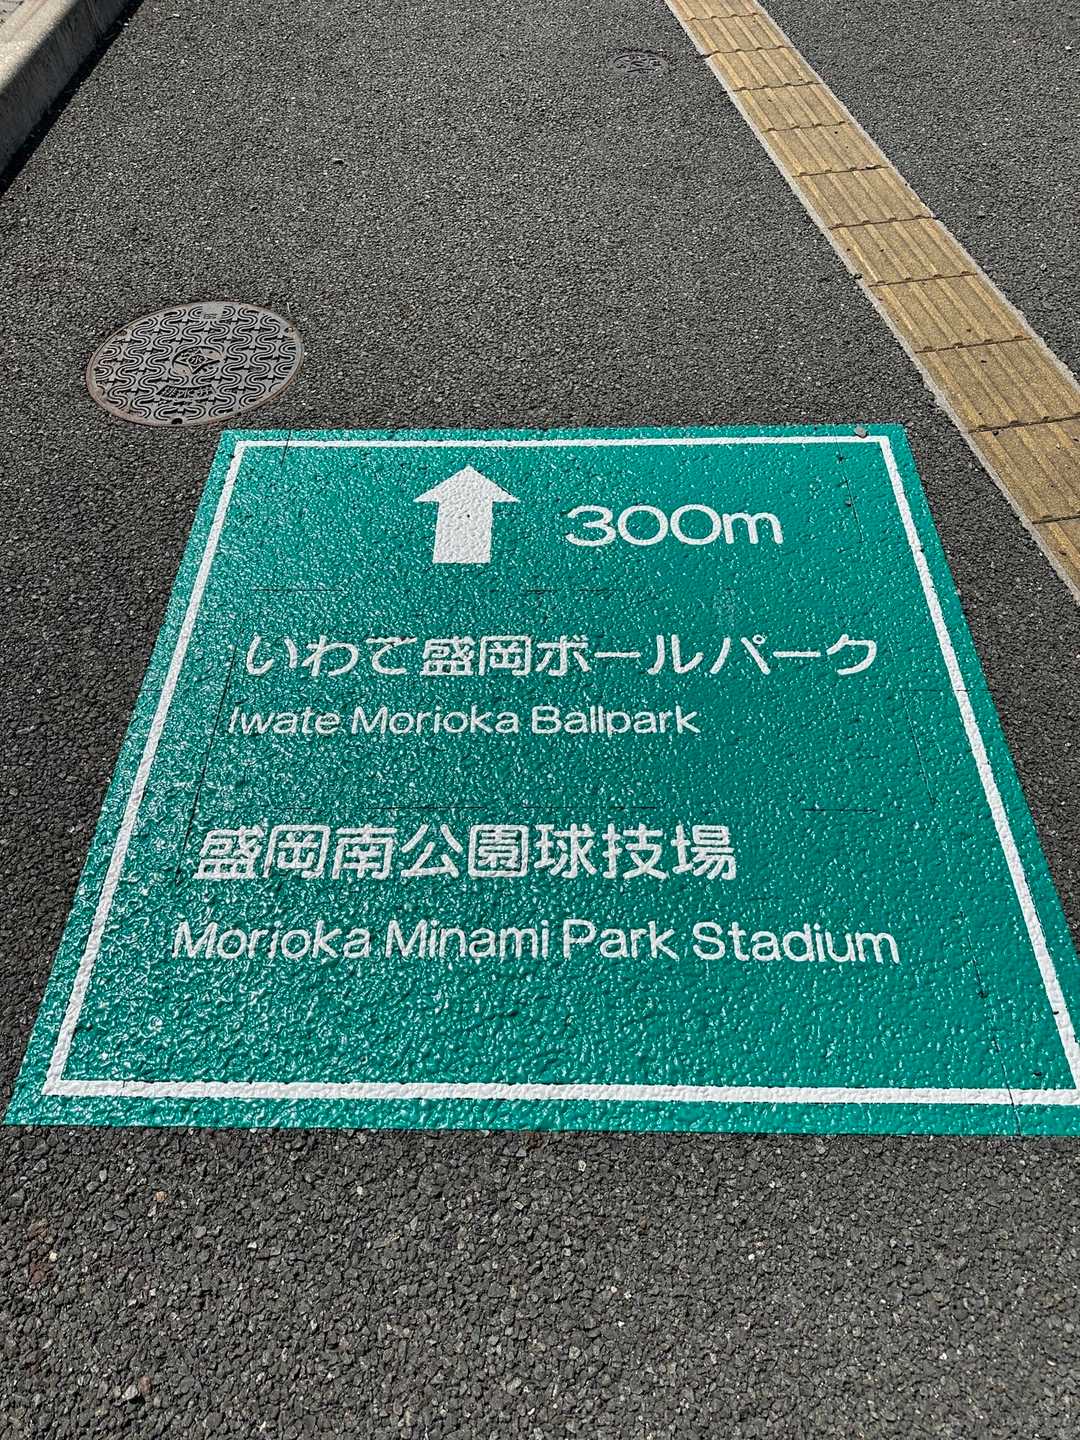 300m
いわて盛岡ボールパーク
Iwate Morioka Ballpark
盛岡南公園球技場
Morioka Minami Park Stadium